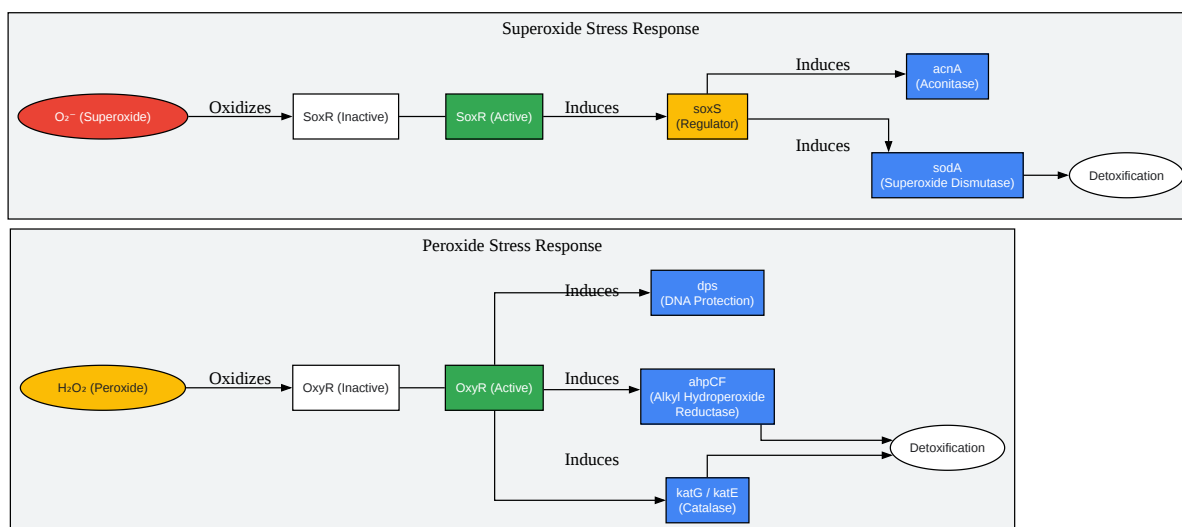 Superoxide Stress Response
O₂⁻ (Superoxide)
Oxidizes
SoxR (Inactive)
SoxR (Active)
Induces
soxS
(Regulator)
Induces
acnA
(Aconitase)
Induces
sodA
(Superoxide Dismutase)
Detoxification
Peroxide Stress Response
H₂O₂ (Peroxide)
Oxidizes
OxyR (Inactive)
OxyR (Active)
Induces
dps
(DNA Protection)
Induces
ahpCF
(Alkyl Hydroperoxide
Reductase)
Induces
katG / katE
(Catalase)
Detoxification